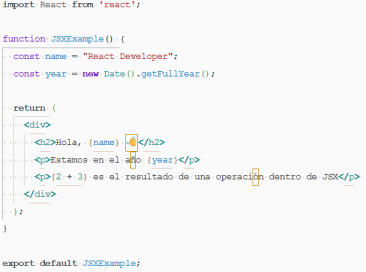 import React from 'react';
function JSXExample() {
const name = "React Developer";
const year = new Date().getFullYear();
return (
<div>
<h2>Hola, {name} 👋</h2>
<p>Estamos en el año {year}</p>
<p>{2 + 3} es el resultado de una operación dentro de JSX</p>
</div>
);
}
export default JSXExample;